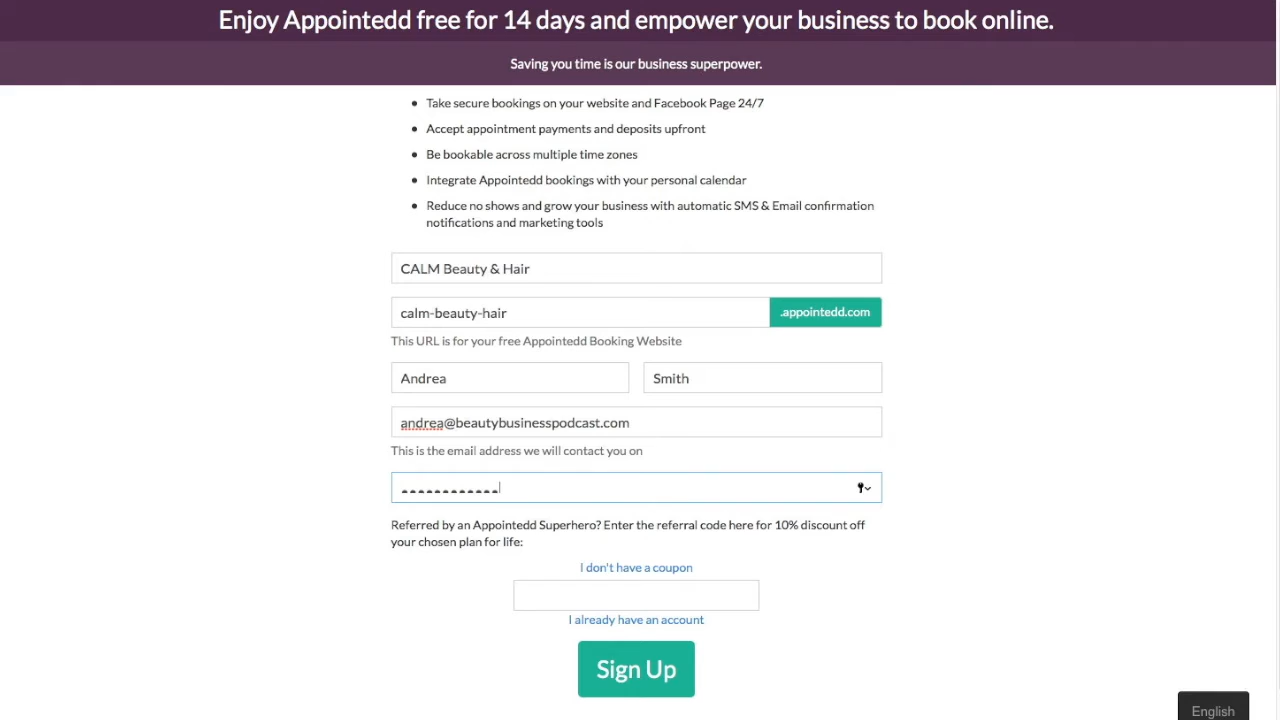 Enjoy Appointedd free for 14 days and empower your business to book online.
Saving you time is our business superpower.
Take secure bookings on your website and Facebook Page 24/7
Accept appointment payments and deposits upfront
Be bookable across multiple time zones
Integrate Appointedd bookings with your personal calendar
Reduce no shows and grow your business with automatic SMS & Email confirmation
notifications and marketing tools
CALM Beauty & Hair
calm-beauty-hair .appointedd.com
This URL is for your free Appointedd Booking Website
Andrea Smith
andrea@beautybusinesspodcast.com
This is the email address we will contact you on
Referred by an Appointedd Superhero? Enter the referral code here for 10% discount off
your chosen plan for life:
I don't have a coupon
I already have an account
Sign Up
English